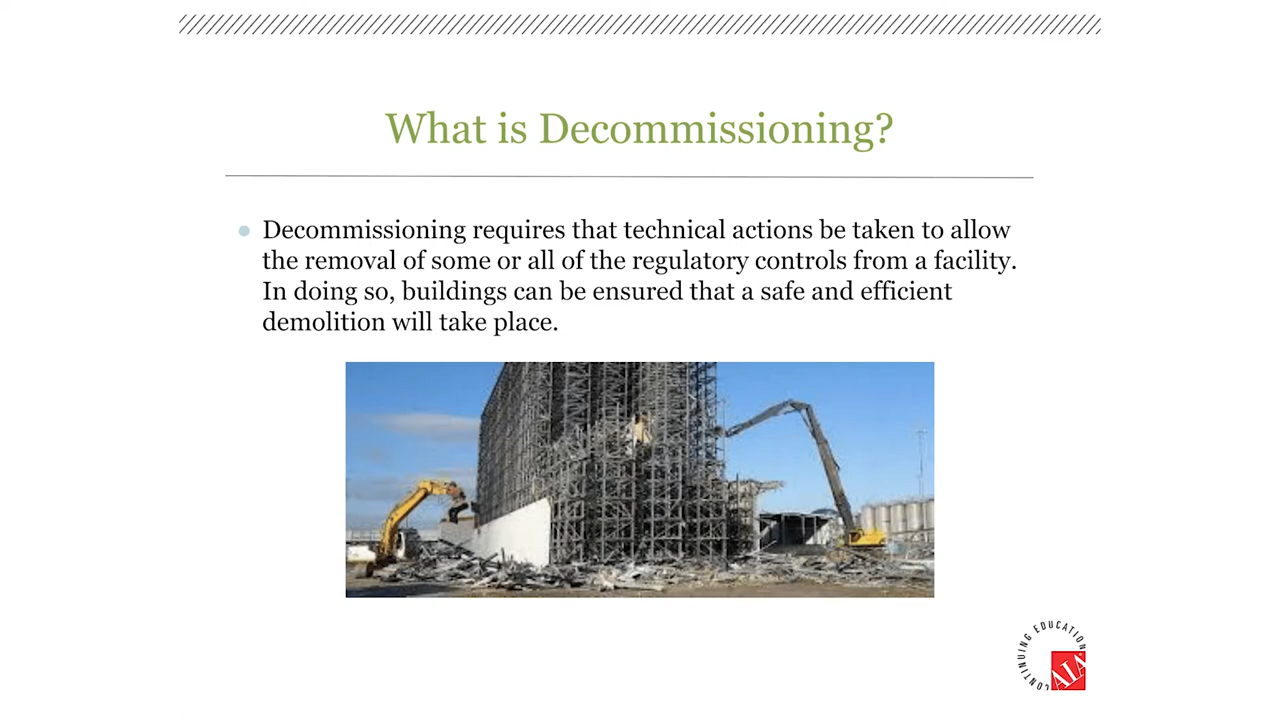 What is Decommissioning?
Decommissioning requires that technical actions be taken to allow
the removal of some or all of the regulatory controls from a facility.
In doing so, buildings can be ensured that a safe and efficient
demolition will take place.
CONTINUING EDUCATION
AIA